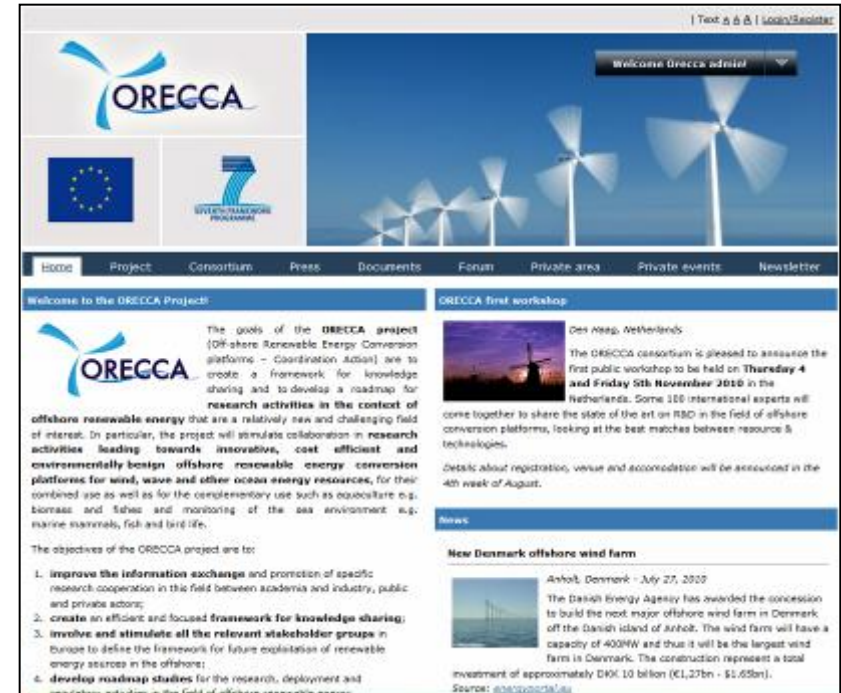 | Text A A A | Login/Register
Welcome Orecca admin!
ORECCA
SEVENTH FRAMEWORK
PROGRAMME
Home Project Consortium Press Documents Forum Private area Private events Newsletter
Welcome to the ORECCA Project!
ORECCA
The goals of the ORECCA project
(Off-shore Renewable Energy Conversion
platforms – Coordination Action) are to
create a framework for knowledge
sharing and to develop a roadmap for
research activities in the context of
offshore renewable energy that are a relatively new and challenging field
of interest. In particular, the project will stimulate collaboration in research
activities leading towards innovative, cost efficient and
environmentally benign offshore renewable energy conversion
platforms for wind, wave and other ocean energy resources, for their
combined use as well as for the complementary use such as aquaculture e.g.
biomass and fishes and monitoring of the sea environment e.g.
marine mammals, fish and bird life.
The objectives of the ORECCA project are to:
1. improve the information exchange and promotion of specific
research cooperation in this field between academia and industry, public
and private actors;
2. create an efficient and focused framework for knowledge sharing;
3. involve and stimulate all the relevant stakeholder groups in
Europe to define the framework for future exploitation of renewable
energy sources in the offshore;
4. develop roadmap studies for the research, deployment and
ORECCA first workshop
Den Haag, Netherlands
The ORECCA consortium is pleased to announce the
first public workshop to be held on Thursday 4
and Friday 5th November 2010 in the
Netherlands. Some 100 international experts will
come together to share the state of the art on R&D in the field of offshore
conversion platforms, looking at the best matches between resource &
technologies.
Details about registration, venue and accomodation will be announced in the
4th week of August.
News
New Denmark offshore wind farm
Anholt, Denmark - July 27, 2010
The Danish Energy Agency has awarded the concession
to build the next major offshore wind farm in Denmark
off the Danish island of Anholt. The wind farm will have a
capacity of 400MW and thus it will be the largest wind
farm in Denmark. The construction represent a total
investment of approximately DKK 10 billion (€1,27bn - $1.65bn).
Source: energyportal.eu